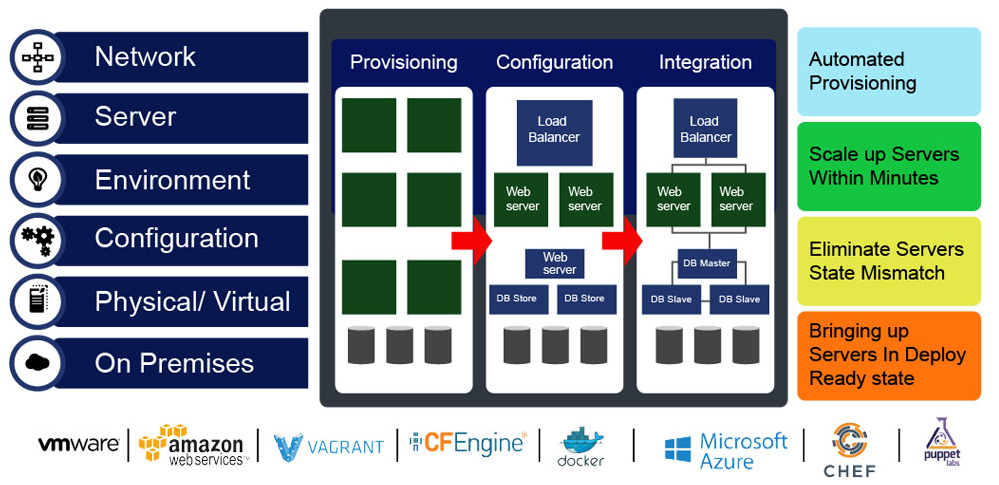 Network
Server
Environment
Configuration
Physical/ Virtual
On Premises
Provisioning
Configuration
Load
Balancer
Web
server
Web
server
Web
server
DB Store
DB Store
Integration
Load
Balancer
Web
server
Web
server
DB Master
DB Slave
DB Slave
Automated
Provisioning
Scale up Servers
Within Minutes
Eliminate Servers
State Mismatch
Bringing up
Servers In Deploy
Ready state
vmware
amazon
web services™
VAGRANT
CFEngine®
docker
Microsoft
Azure
CHEF
puppet
labs